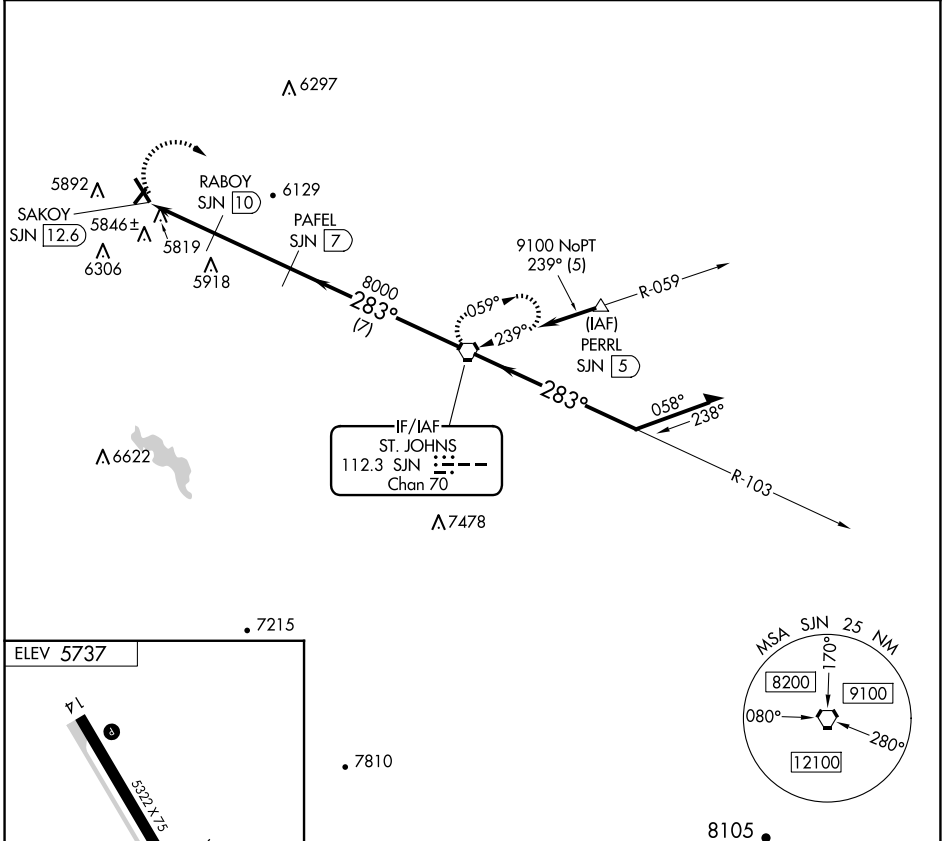 6297
5892
RABOY
SJN 10
6129
SAKOY
SJN 12.6
5846±
5819
PAFEL
SJN 7
6306
5918
9100 NoPT
239° (5)
R-059
8000
283°
(7)
059°
239°
(IAF)
PERRL
SJN 5
283°
058°
238°
IF/IAF
ST. JOHNS
112.3 SJN
Chan 70
R-103
6622
7478
7215
MSA SJN 25 NM
170°
8200
9100
080°
280°
12100
ELEV 5737
14
P
5322 X 75
7810
8105